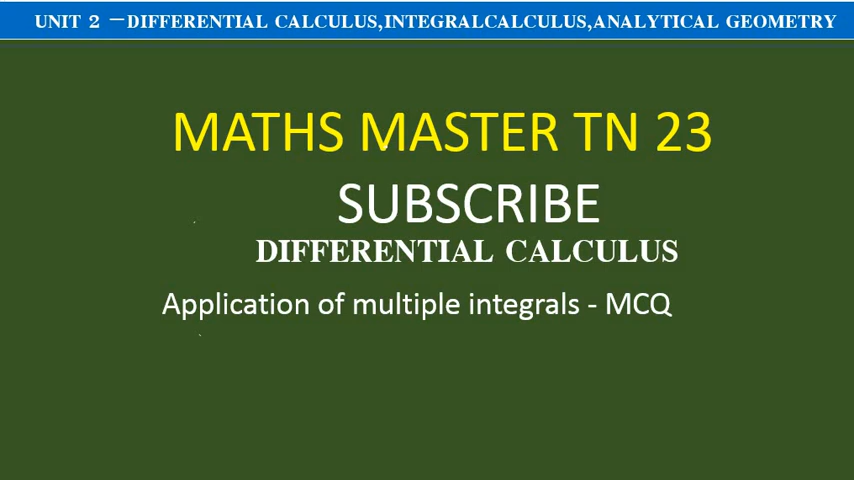 UNIT 2 –DIFFERENTIAL CALCULUS,INTEGRALCALCULUS,ANALYTICAL GEOMETRY
MATHS MASTER TN 23
SUBSCRIBE
DIFFERENTIAL CALCULUS
Application of multiple integrals - MCQ